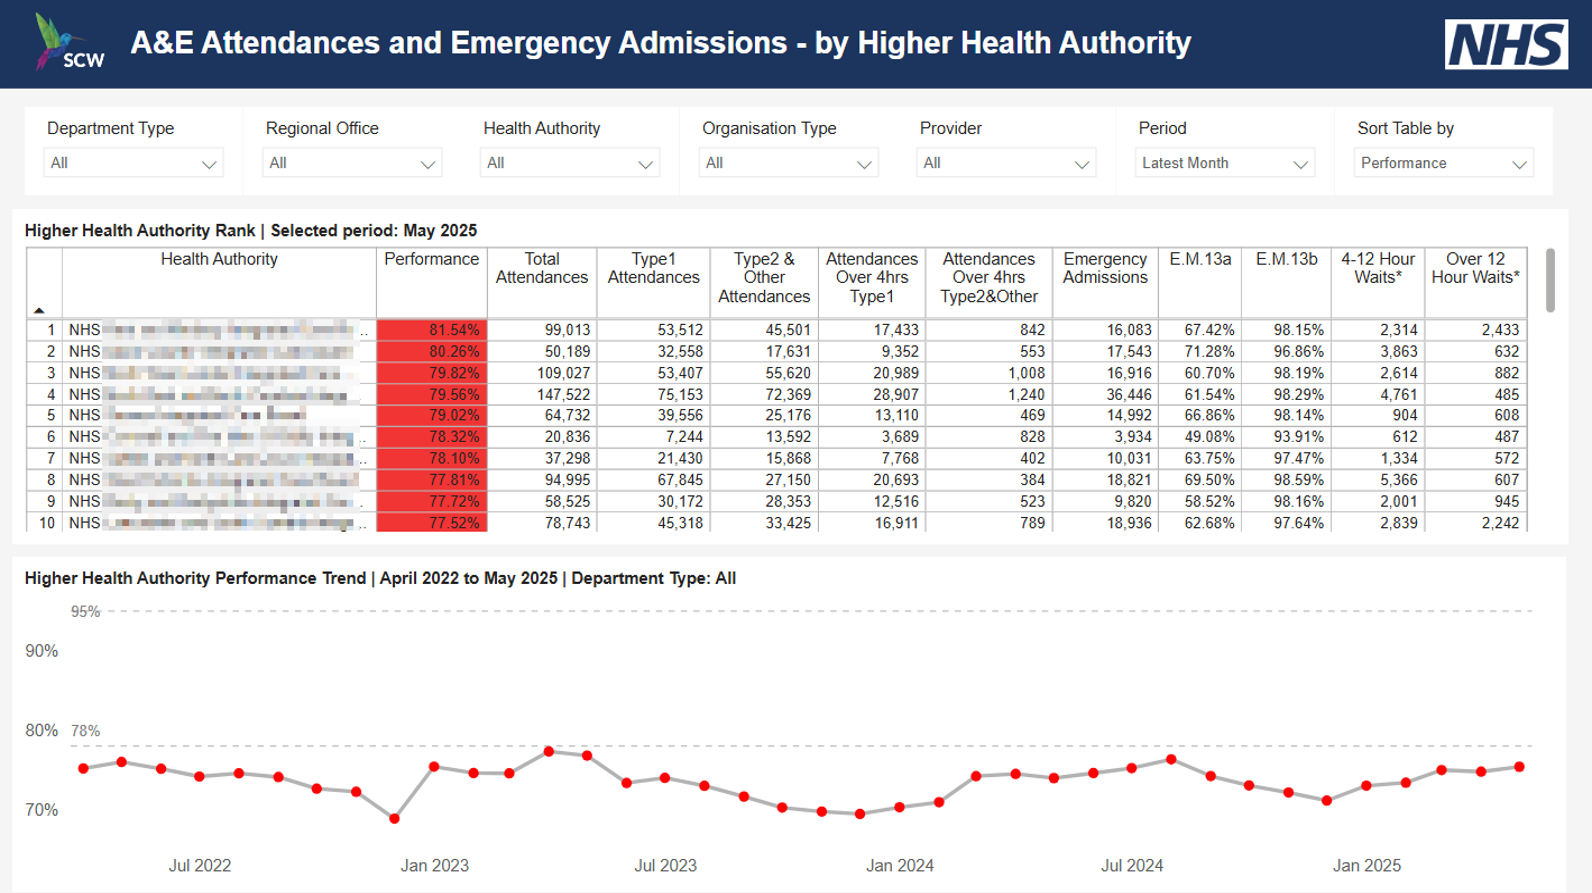 SCW
A&E Attendances and Emergency Admissions - by Higher Health Authority
NHS
Department Type Regional Office Health Authority Organisation Type Provider Period Sort Table by
All All All All All Latest Month Performance
Higher Health Authority Rank | Selected period: May 2025
Health Authority Performance Total Attendances Type1 Attendances Type2 & Other Attendances Attendances Over 4hrs Type1 Attendances Over 4hrs Type2&Other Emergency Admissions E.M.13a E.M.13b 4-12 Hour Waits* Over 12 Hour Waits*
1 NHS .. 81.54% 99,013 53,512 45,501 17,433 842 16,083 67.42% 98.15% 2,314 2,433
2 NHS 80.26% 50,189 32,558 17,631 9,352 553 17,543 71.28% 96.86% 3,863 632
3 NHS 79.82% 109,027 53,407 55,620 20,989 1,008 16,916 60.70% 98.19% 2,614 882
4 NHS 79.56% 147,522 75,153 72,369 28,907 1,240 36,446 61.54% 98.29% 4,761 485
5 NHS 79.02% 64,732 39,556 25,176 13,110 469 14,992 66.86% 98.14% 904 608
6 NHS .. 78.32% 20,836 7,244 13,592 3,689 828 3,934 49.08% 93.91% 612 487
7 NHS .. 78.10% 37,298 21,430 15,868 7,768 402 10,031 63.75% 97.47% 1,334 572
8 NHS 77.81% 94,995 67,845 27,150 20,693 384 18,821 69.50% 98.59% 5,366 607
9 NHS . 77.72% 58,525 30,172 28,353 12,516 523 9,820 58.52% 98.16% 2,001 945
10 NHS .. 77.52% 78,743 45,318 33,425 16,911 789 18,936 62.68% 97.64% 2,839 2,242
Higher Health Authority Performance Trend | April 2022 to May 2025 | Department Type: All
95%
90%
80% 78%
70%
Jul 2022 Jan 2023 Jul 2023 Jan 2024 Jul 2024 Jan 2025